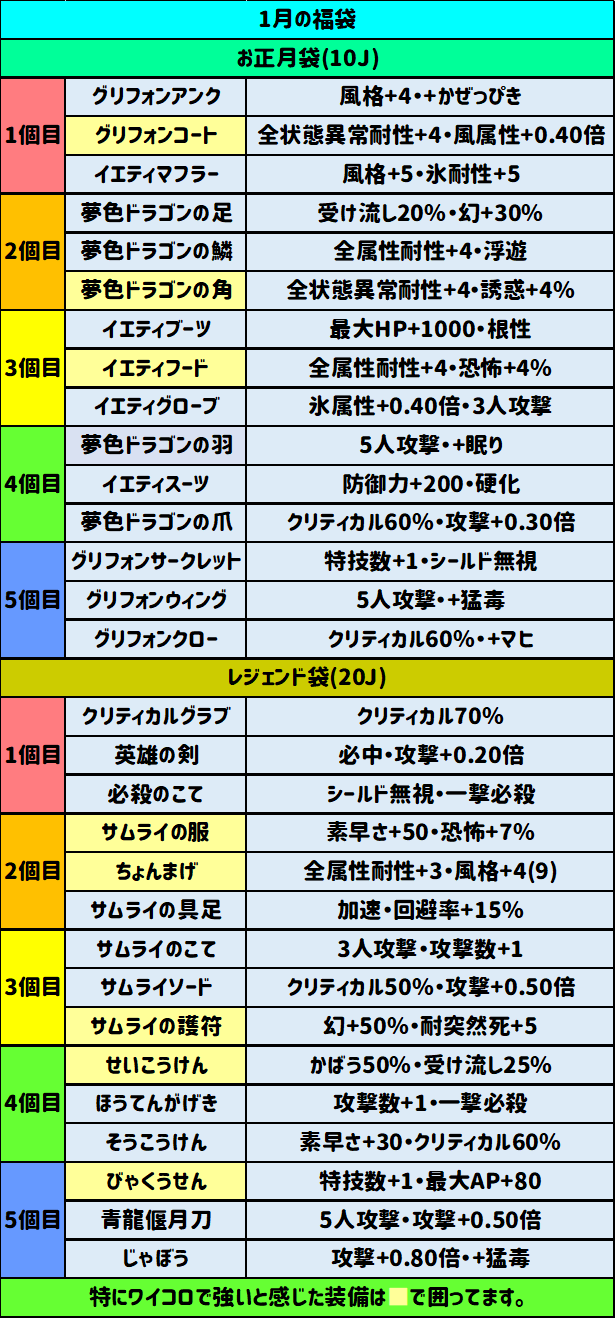 1月の福袋
お正月袋(10J)
1個目
グリフォンアンク 風格+4・+かぜっぴき
グリフォンコート 全状態異常耐性+4・風属性+0.40倍
イエティマフラー 風格+5・氷耐性+5
2個目
夢色ドラゴンの足 受け流し20%・幻+30%
夢色ドラゴンの鱗 全属性耐性+4・浮遊
夢色ドラゴンの角 全状態異常耐性+4・誘惑+4%
3個目
イエティブーツ 最大HP+1000・根性
イエティフード 全属性耐性+4・恐怖+4%
イエティグローブ 氷属性+0.40倍・3人攻撃
4個目
夢色ドラゴンの羽 5人攻撃・+眠り
イエティスーツ 防御力+200・硬化
夢色ドラゴンの爪 クリティカル60%・攻撃+0.30倍
5個目
グリフォンサークレット 特技数+1・シールド無視
グリフォンウィング 5人攻撃・+猛毒
グリフォンクロー クリティカル60%・+マヒ
レジェンド袋(20J)
1個目
クリティカルグラブ クリティカル70%
英雄の剣 必中・攻撃+0.20倍
必殺のこて シールド無視・一撃必殺
2個目
サムライの服 素早さ+50・恐怖+7%
ちょんまげ 全属性耐性+3・風格+4(9)
サムライの具足 加速・回避率+15%
3個目
サムライのこて 3人攻撃・攻撃数+1
サムライソード クリティカル50%・攻撃+0.50倍
サムライの護符 幻+50%・耐突然死+5
4個目
せいこうけん かばう50%・受け流し25%
ほうてんがげき 攻撃数+1・一撃必殺
そうこうけん 素早さ+30・クリティカル60%
5個目
びゃくうせん 特技数+1・最大AP+80
青龍偃月刀 5人攻撃・攻撃+0.50倍
じゃぼう 攻撃+0.80倍・+猛毒
特にワイコロで強いと感じた装備は で囲ってます。